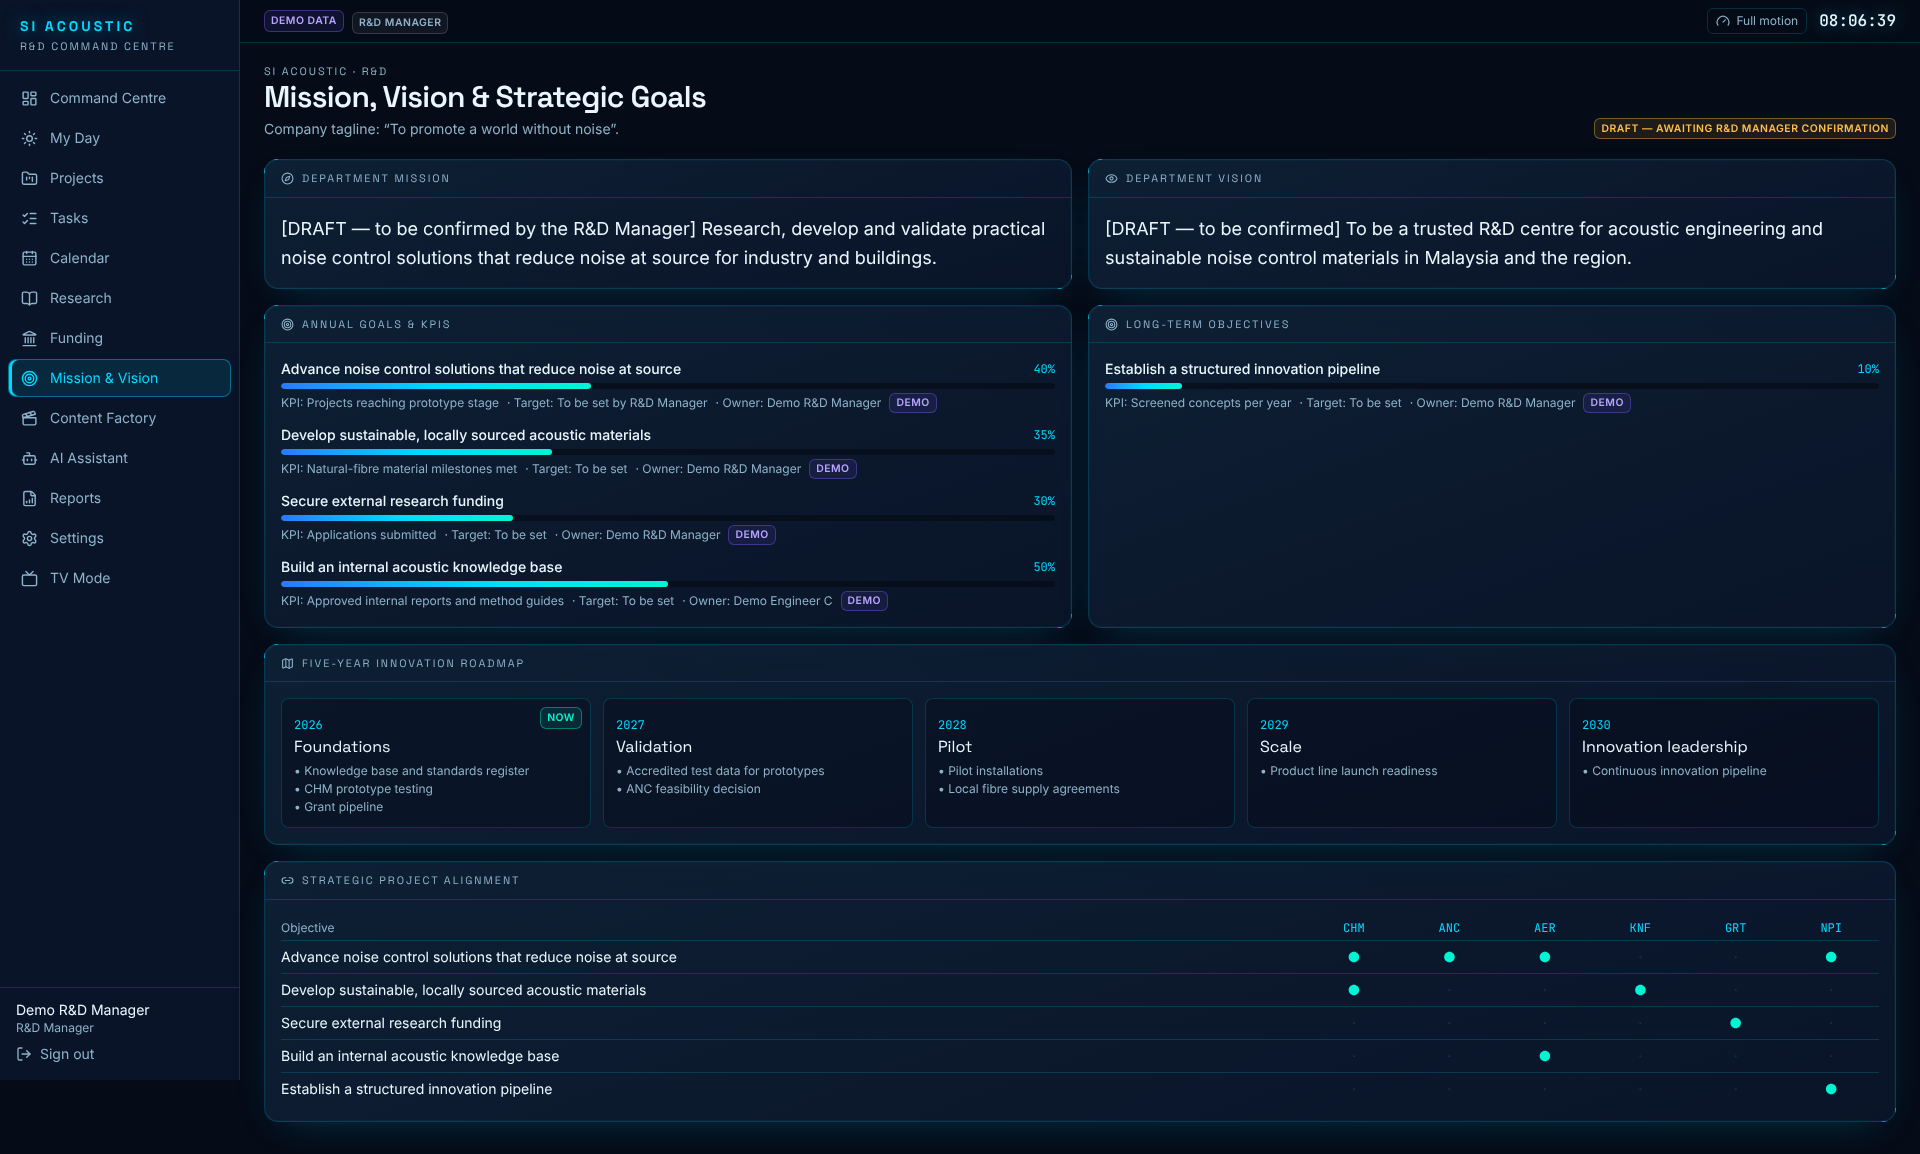 SI ACOUSTIC
R&D COMMAND CENTRE
Command Centre
My Day
Projects
Tasks
Calendar
Research
Funding
Mission & Vision
Content Factory
AI Assistant
Reports
Settings
TV Mode
Demo R&D Manager
R&D Manager
Sign out
DEMO DATA
R&D MANAGER
Full motion
08:06:39
SI ACOUSTIC · R&D
Mission, Vision & Strategic Goals
Company tagline: “To promote a world without noise”.
DRAFT — AWAITING R&D MANAGER CONFIRMATION
DEPARTMENT MISSION
[DRAFT — to be confirmed by the R&D Manager] Research, develop and validate practical
noise control solutions that reduce noise at source for industry and buildings.
DEPARTMENT VISION
[DRAFT — to be confirmed] To be a trusted R&D centre for acoustic engineering and
sustainable noise control materials in Malaysia and the region.
ANNUAL GOALS & KPIS
Advance noise control solutions that reduce noise at source 40%
KPI: Projects reaching prototype stage · Target: To be set by R&D Manager · Owner: Demo R&D Manager DEMO
Develop sustainable, locally sourced acoustic materials 35%
KPI: Natural-fibre material milestones met · Target: To be set · Owner: Demo R&D Manager DEMO
Secure external research funding 30%
KPI: Applications submitted · Target: To be set · Owner: Demo R&D Manager DEMO
Build an internal acoustic knowledge base 50%
KPI: Approved internal reports and method guides · Target: To be set · Owner: Demo Engineer C DEMO
LONG-TERM OBJECTIVES
Establish a structured innovation pipeline 10%
KPI: Screened concepts per year · Target: To be set · Owner: Demo R&D Manager DEMO
FIVE-YEAR INNOVATION ROADMAP
2026 NOW
Foundations
• Knowledge base and standards register
• CHM prototype testing
• Grant pipeline
2027
Validation
• Accredited test data for prototypes
• ANC feasibility decision
2028
Pilot
• Pilot installations
• Local fibre supply agreements
2029
Scale
• Product line launch readiness
2030
Innovation leadership
• Continuous innovation pipeline
STRATEGIC PROJECT ALIGNMENT
Objective CHM ANC AER KNF GRT NPI
Advance noise control solutions that reduce noise at source
Develop sustainable, locally sourced acoustic materials
Secure external research funding
Build an internal acoustic knowledge base
Establish a structured innovation pipeline